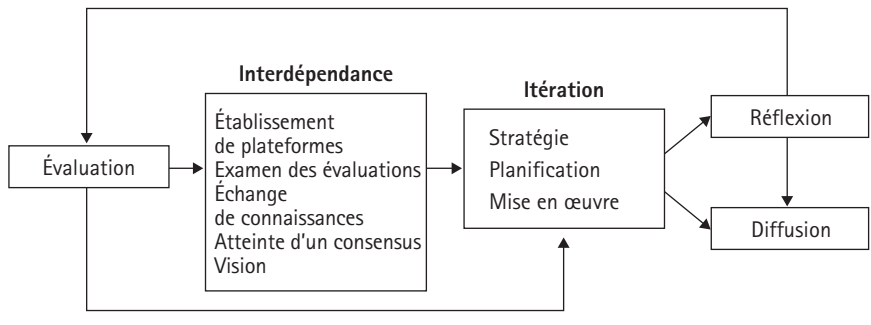 Interdépendance
Itération
Évaluation
Établissement
de plateformes
Examen des évaluations
Échange
de connaissances
Atteinte d'un consensus
Vision
Stratégie
Planification
Mise en œuvre
Réflexion
Diffusion